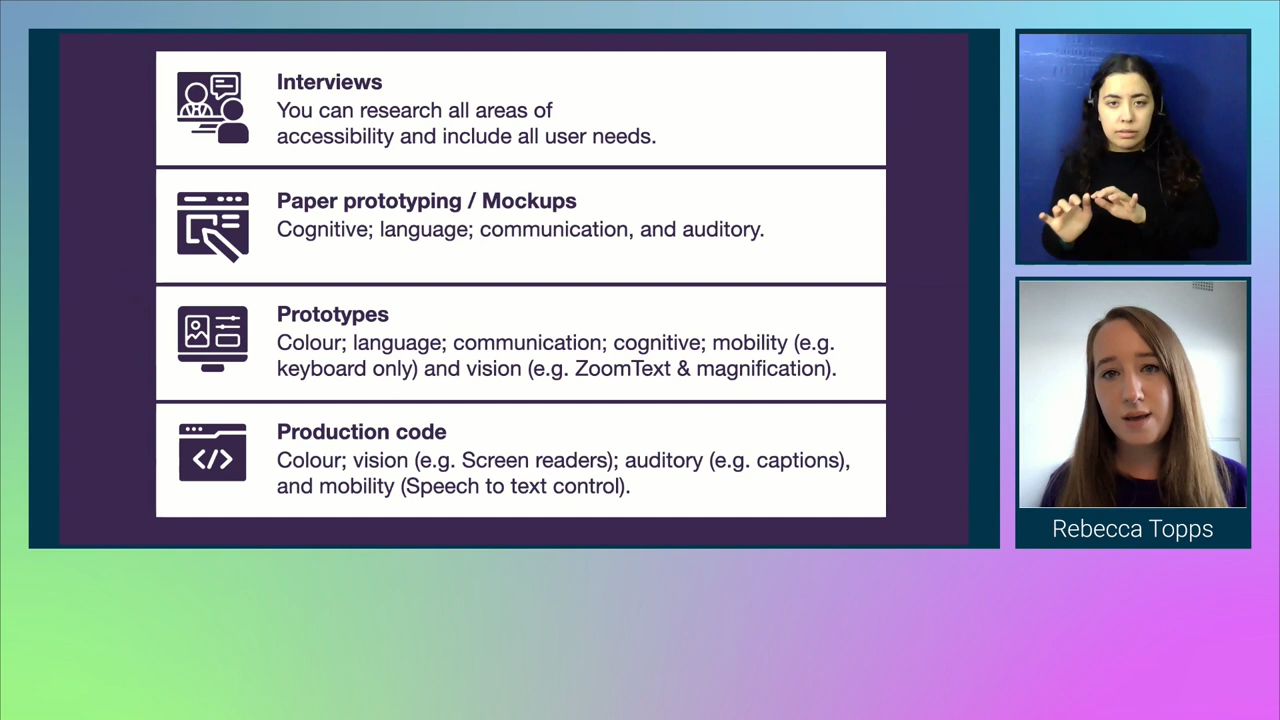 Interviews
You can research all areas of
accessibility and include all user needs.
Paper prototyping / Mockups
Cognitive; language; communication, and auditory.
Prototypes
Colour; language; communication; cognitive; mobility (e.g.
keyboard only) and vision (e.g. ZoomText & magnification).
Production code
Colour; vision (e.g. Screen readers); auditory (e.g. captions),
and mobility (Speech to text control).
Rebecca Topps